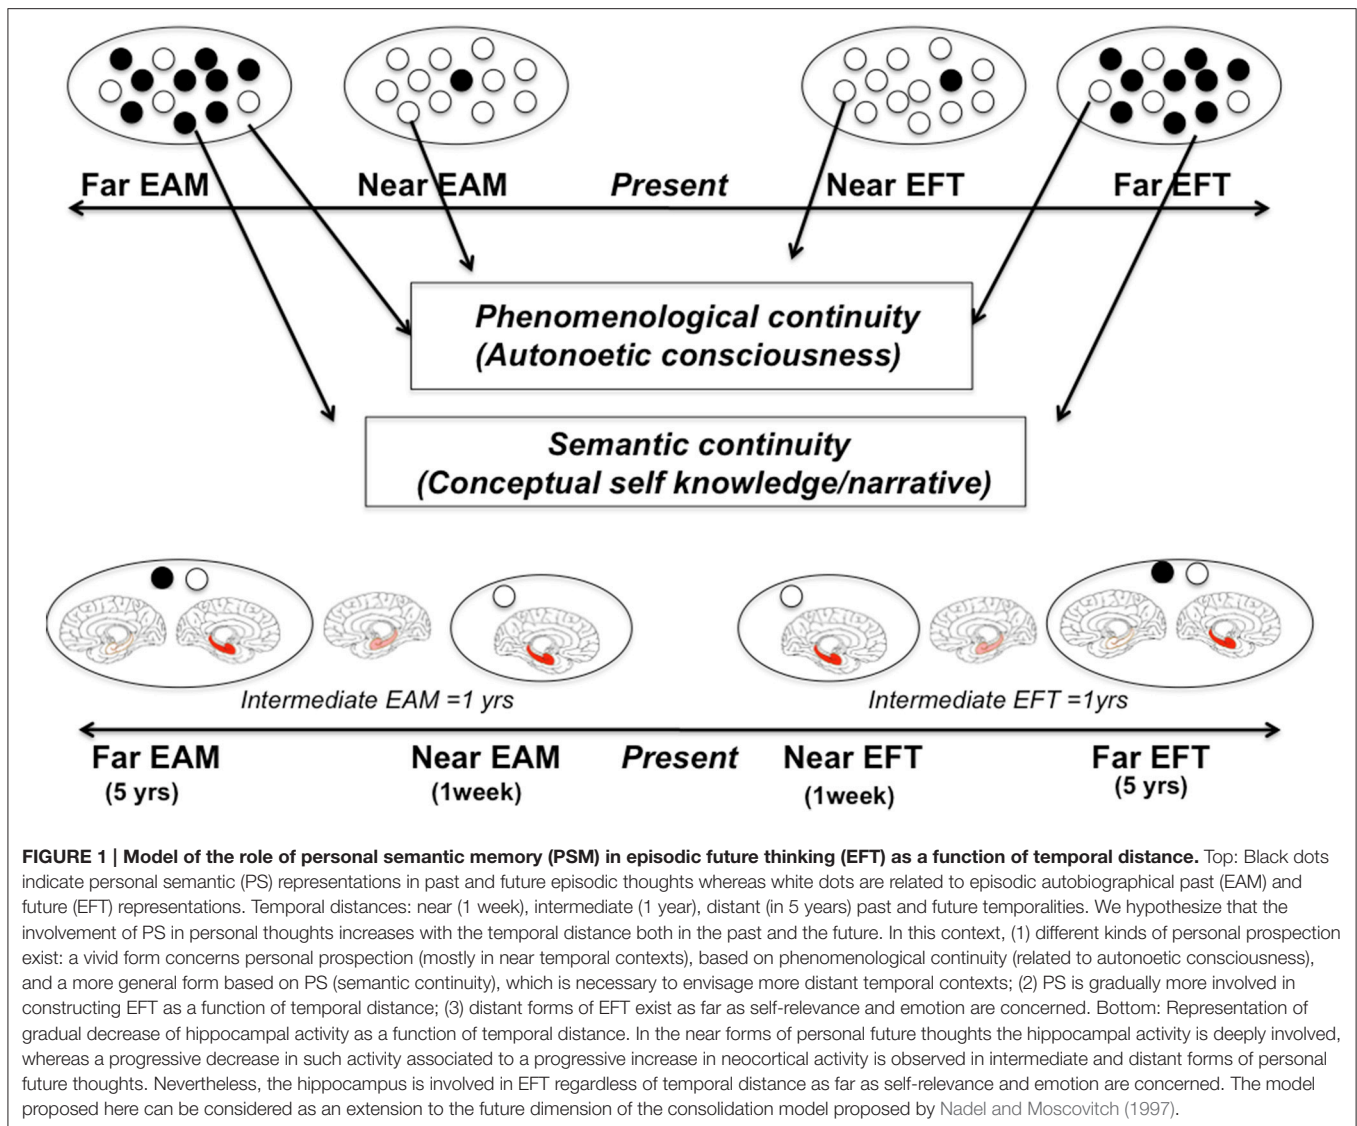 Far EAM
Near EAM
Present
Near EFT
Far EFT
Phenomenological continuity
(Autonoetic consciousness)
Semantic continuity
(Conceptual self knowledge/narrative)
Intermediate EAM =1 yrs
Intermediate EFT =1yrs
Far EAM
(5 yrs)
Near EAM
(1week)
Present
Near EFT
(1week)
Far EFT
(5 yrs)
FIGURE 1 | Model of the role of personal semantic memory (PSM) in episodic future thinking (EFT) as a function of temporal distance. Top: Black dots
indicate personal semantic (PS) representations in past and future episodic thoughts whereas white dots are related to episodic autobiographical past (EAM) and
future (EFT) representations. Temporal distances: near (1 week), intermediate (1 year), distant (in 5 years) past and future temporalities. We hypothesize that the
involvement of PS in personal thoughts increases with the temporal distance both in the past and the future. In this context, (1) different kinds of personal prospection
exist: a vivid form concerns personal prospection (mostly in near temporal contexts), based on phenomenological continuity (related to autonoetic consciousness),
and a more general form based on PS (semantic continuity), which is necessary to envisage more distant temporal contexts; (2) PS is gradually more involved in
constructing EFT as a function of temporal distance; (3) distant forms of EFT exist as far as self-relevance and emotion are concerned. Bottom: Representation of
gradual decrease of hippocampal activity as a function of temporal distance. In the near forms of personal future thoughts the hippocampal activity is deeply involved,
whereas a progressive decrease in such activity associated to a progressive increase in neocortical activity is observed in intermediate and distant forms of personal
future thoughts. Nevertheless, the hippocampus is involved in EFT regardless of temporal distance as far as self-relevance and emotion are concerned. The model
proposed here can be considered as an extension to the future dimension of the consolidation model proposed by Nadel and Moscovitch (1997).